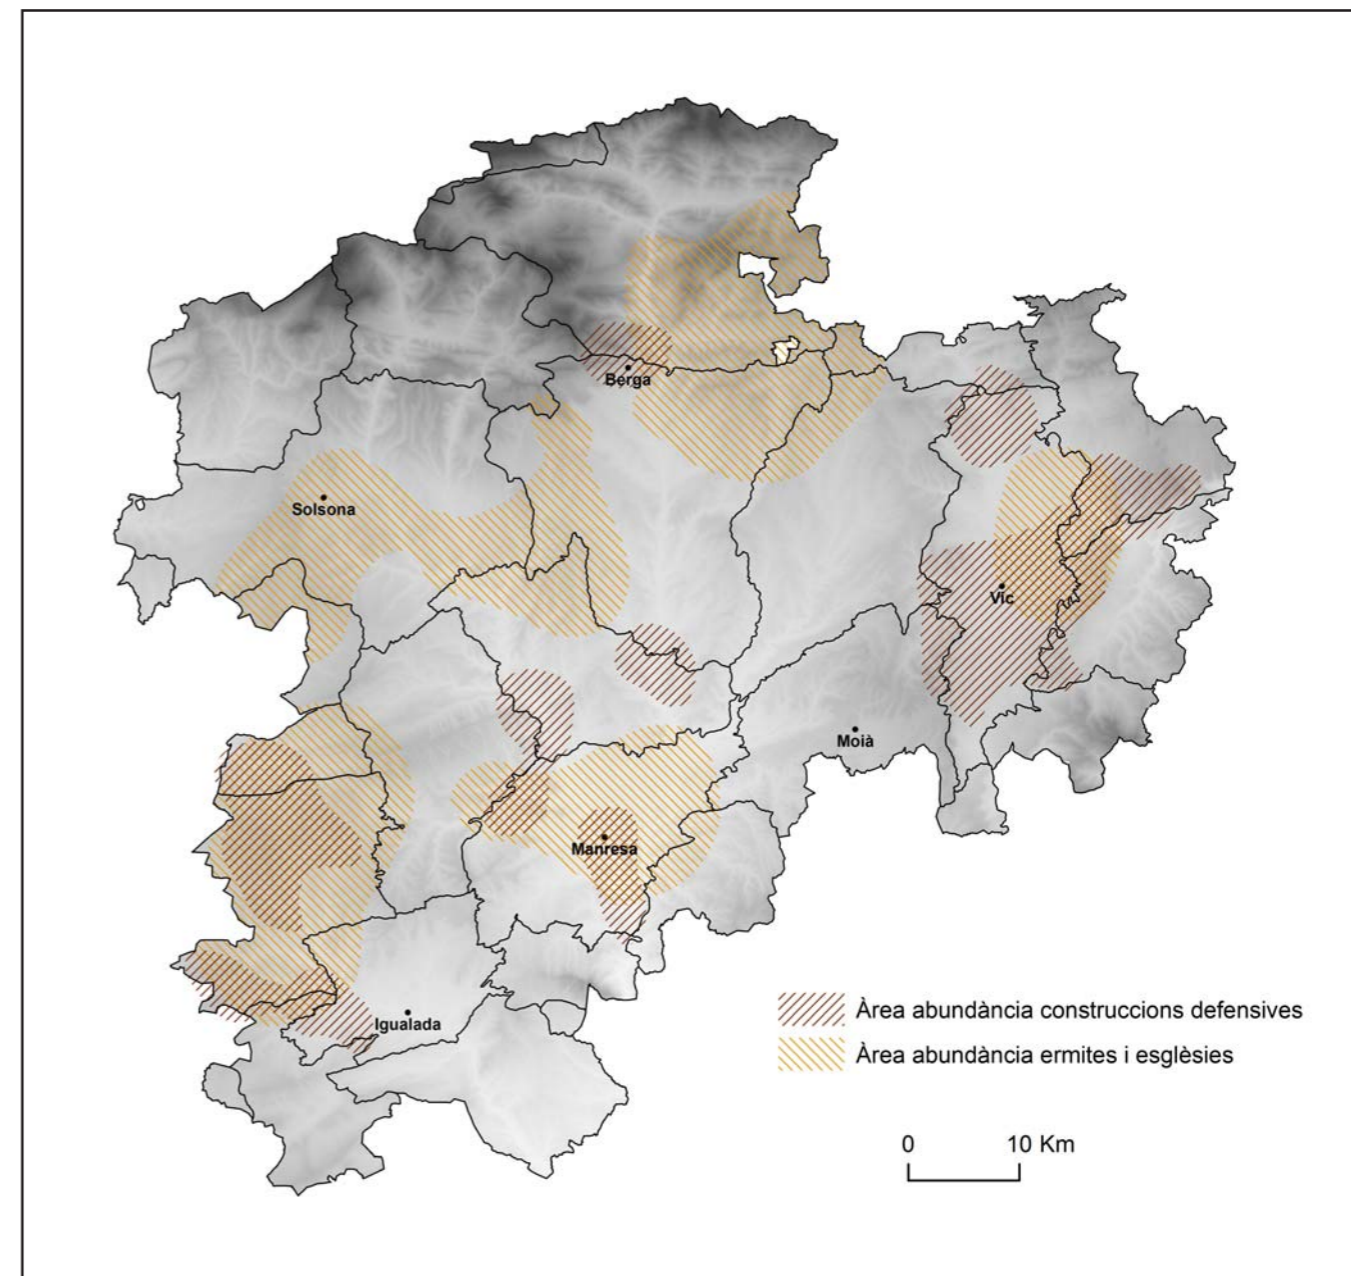 Berga
Solsona
Vic
Moià
Manresa
Igualada
Àrea abundància construccions defensives
Àrea abundància ermites i esglèsies
0 10 Km